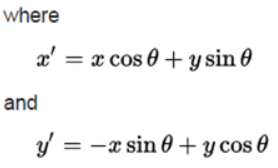 where
x′ = x cos θ + y sin θ
and
y′ = −x sin θ + y cos θ